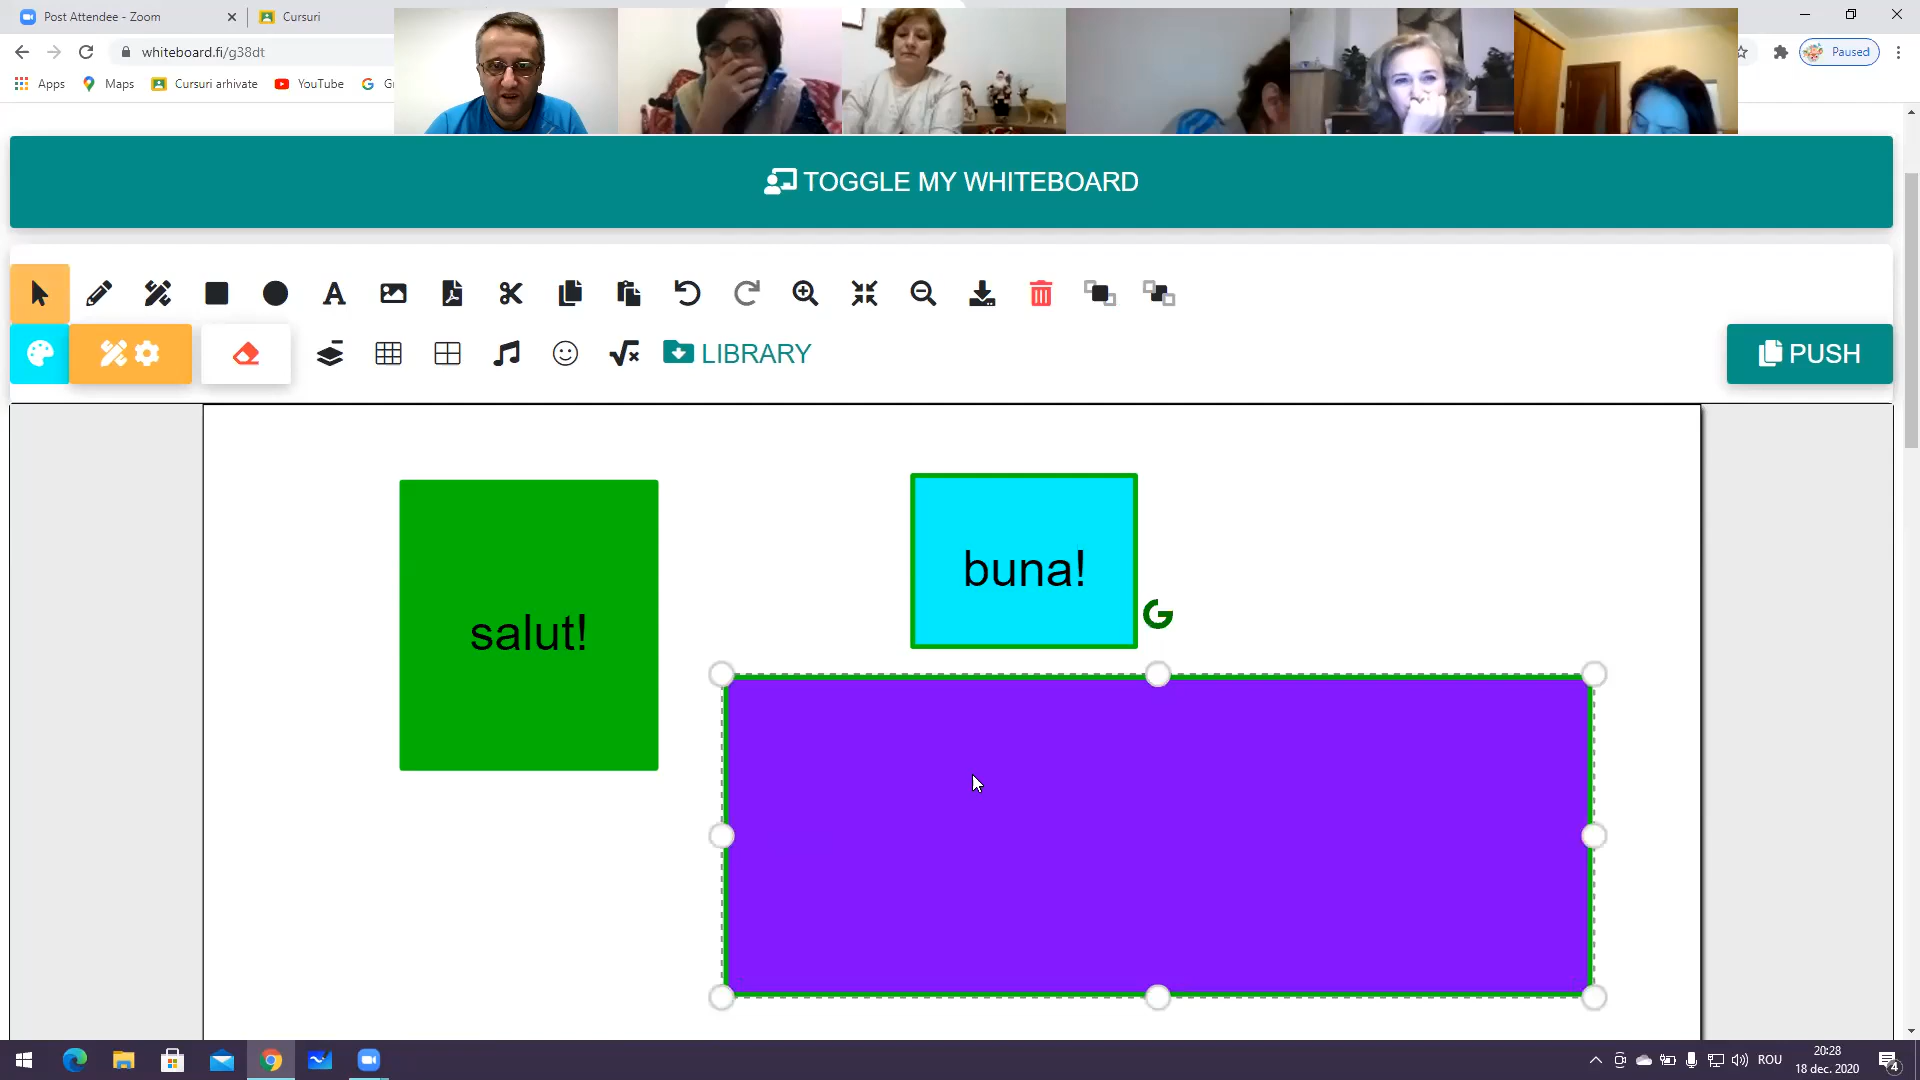 Post Attendee - Zoom
Cursuri
whiteboard.fi/g38dt
Paused
Apps
Maps
Cursuri arhivate
YouTube
TOGGLE MY WHITEBOARD
LIBRARY
PUSH
salut!
buna!
ROU
20:28
18 dec. 2020
4